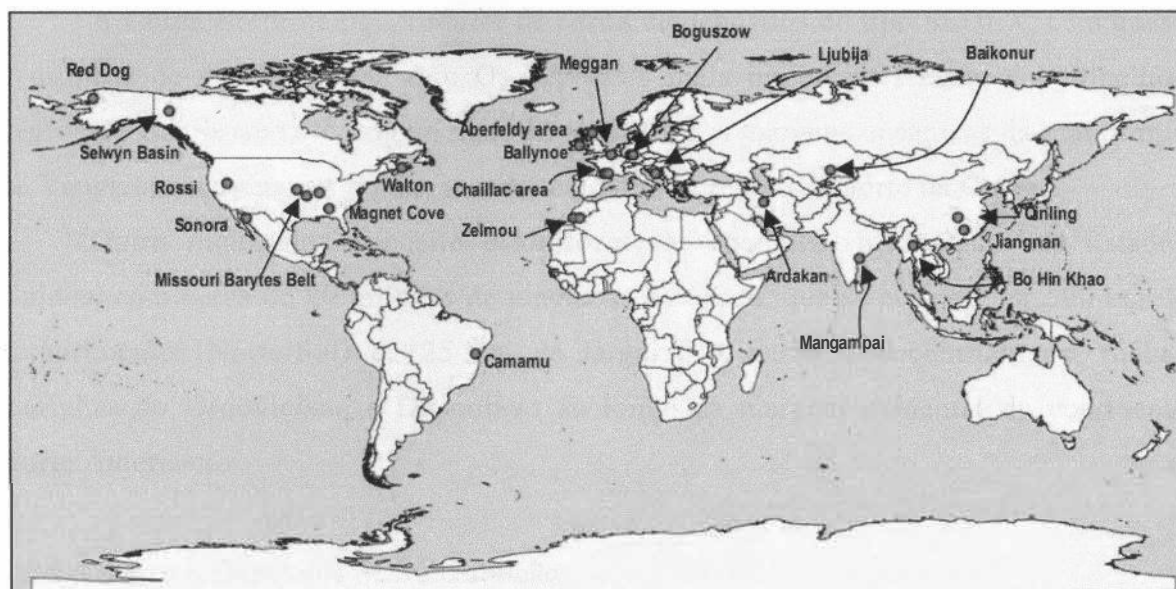 Boguszow
Ljubija
Baikonur
Meggan
Red Dog
Aberfeldy area
Ballynoe
Selwyn Basin
Chaillac area
Walton
Rossi
Magnet Cove
Sonora
Zelmou
Qinling
Jiangnan
Missouri Barytes Belt
Ardakan
Bo Hin Khao
Mangampai
Camamu